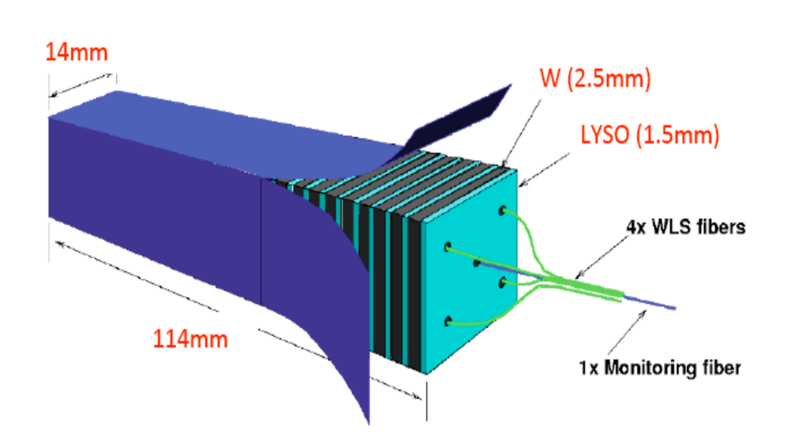 14mm
W (2.5mm)
LYSO (1.5mm)
4x WLS fibers
114mm
1x Monitoring fiber